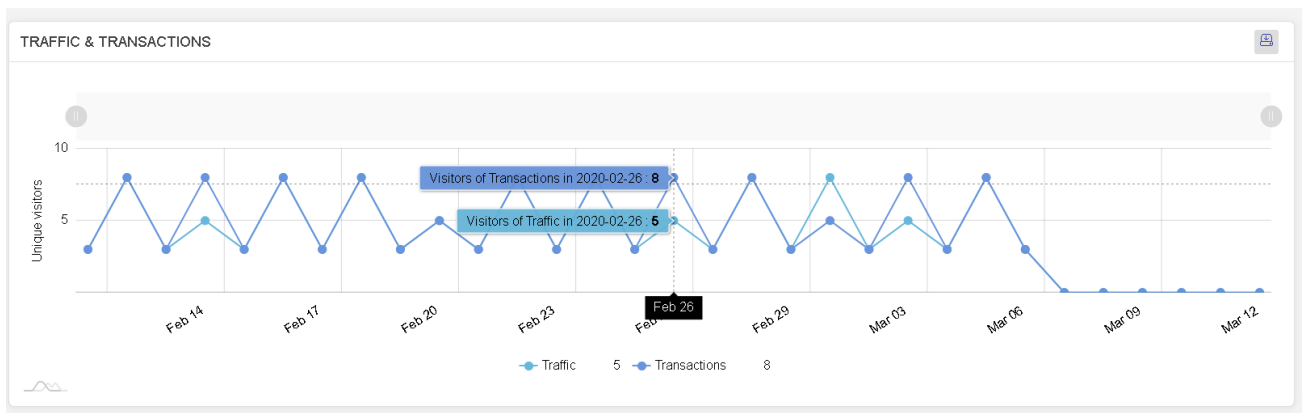 TRAFFIC & TRANSACTIONS
10
Visitors of Transactions in 2020-02-26 : 8
Visitors of Traffic in 2020-02-26 : 5
5
Unique visitors
Feb 14
Feb 17
Feb 20
Feb 23
Feb 26
Feb 29
Mar 03
Mar 06
Mar 09
Mar 12
Traffic 5 Transactions 8